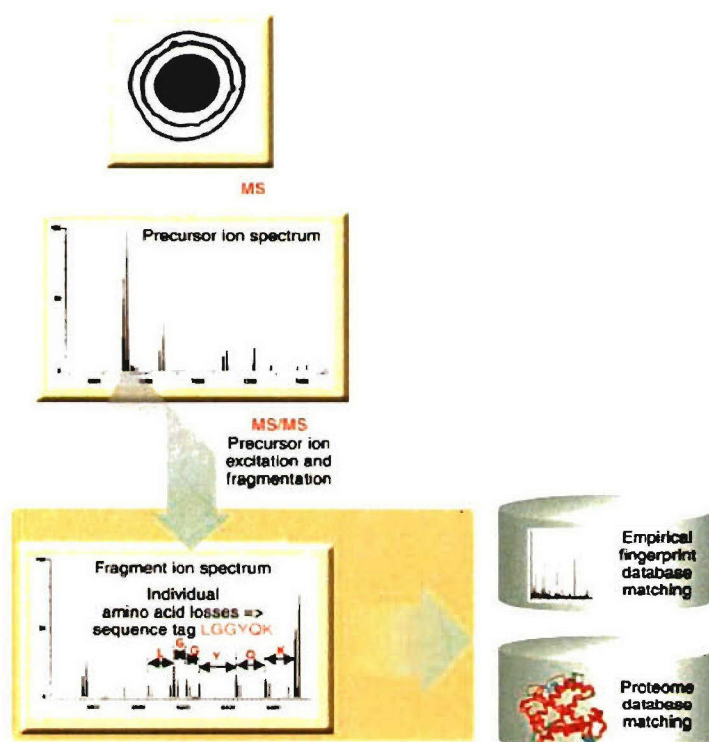 MS
Precursor ion spectrum
MS/MS
Precursor ion
excitation and
fragmentation
Fragment ion spectrum
Individual
amino acid losses =>
sequence tag LGGYQK
L G G Y Q K
Empirical
fingerprint
database
matching
Proteome
database
matching